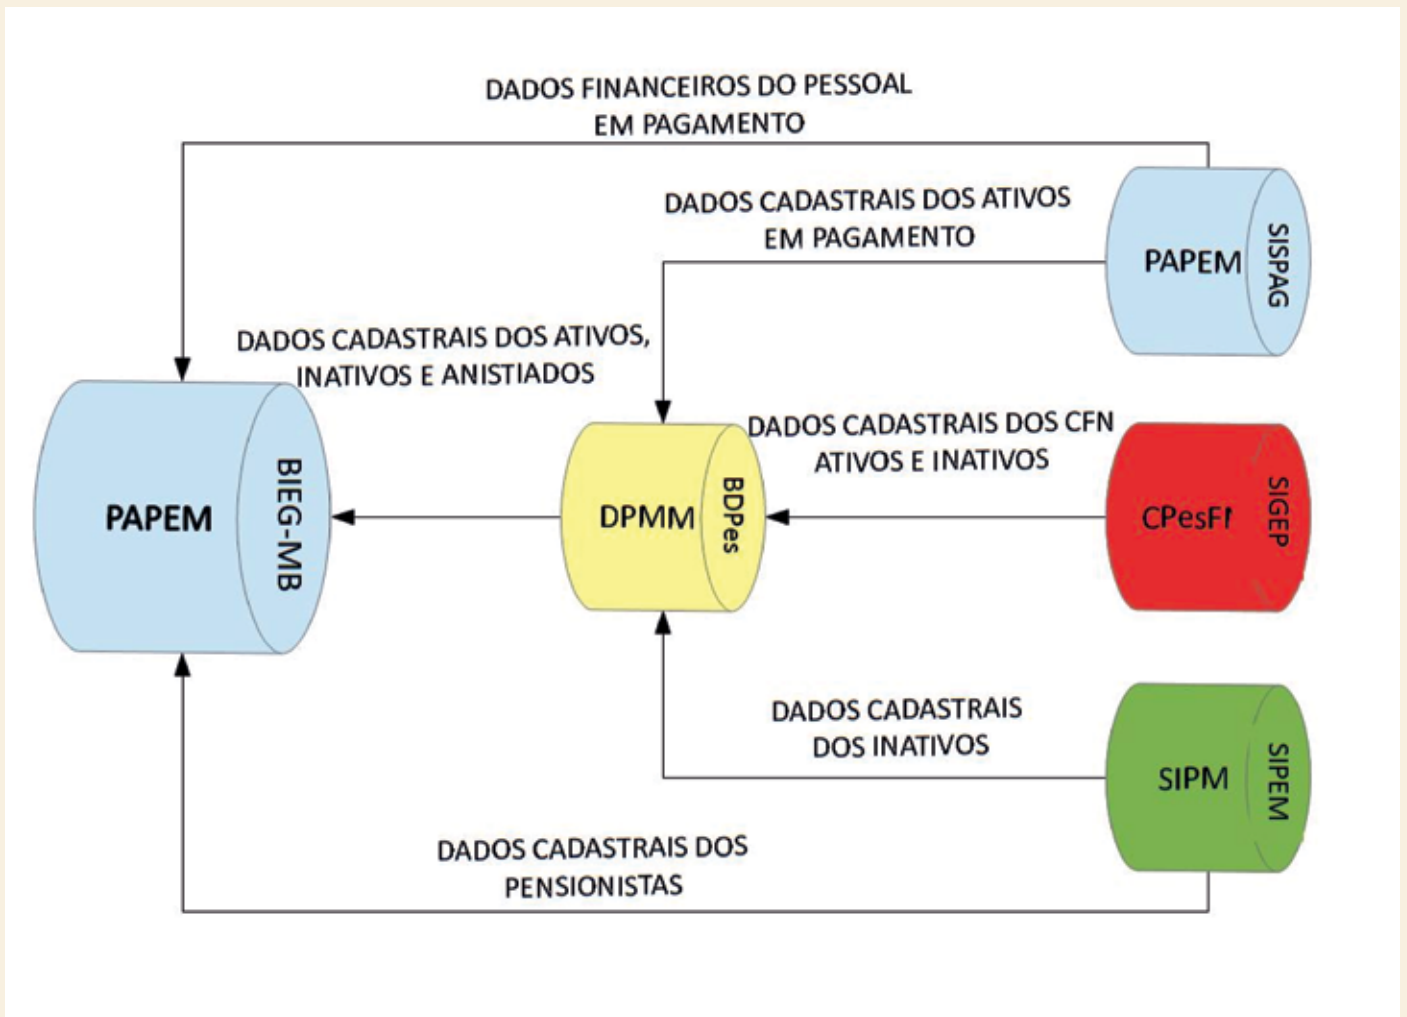 DADOS FINANCEIROS DO PESSOAL
EM PAGAMENTO
DADOS CADASTRAIS DOS ATIVOS
EM PAGAMENTO
PAPEM
SISPAG
DADOS CADASTRAIS DOS ATIVOS,
INATIVOS E ANISTIADOS
DADOS CADASTRAIS DOS CFN
ATIVOS E INATIVOS
PAPEM
BIEG-MB
DPMM
BDPes
SIGEP
DADOS CADASTRAIS
DOS INATIVOS
SIPM
SIPEM
DADOS CADASTRAIS DOS
PENSIONISTAS